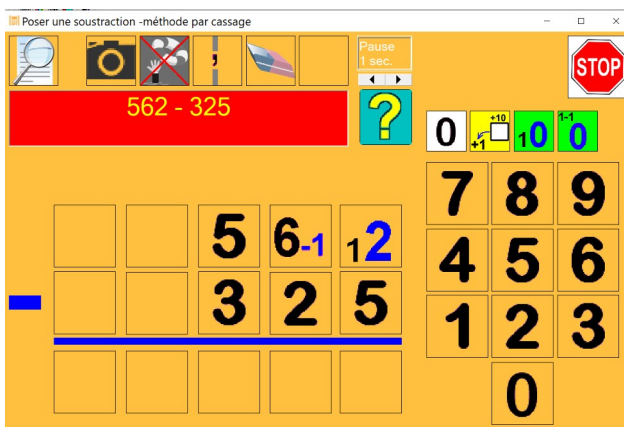 Poser une soustraction -méthode par cassage
Pause
1 sec.
STOP
562 - 325
?
0 +10 +1 10 1-1 0
7 8 9
5 6-1 12
4 5 6
3 2 5
1 2 3
0